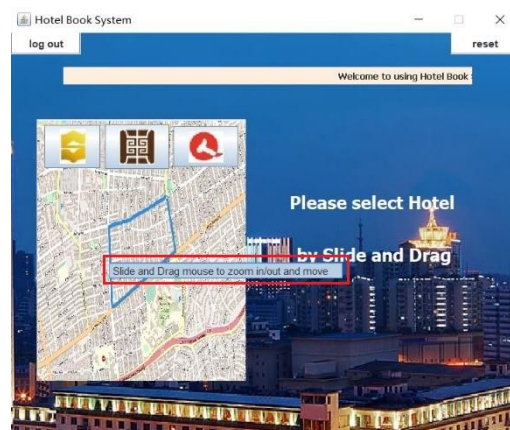 Hotel Book System
log out
reset
Welcome to using Hotel Book
Please select Hotel
by Slide and Drag
Slide and Drag mouse to zoom in/out and move